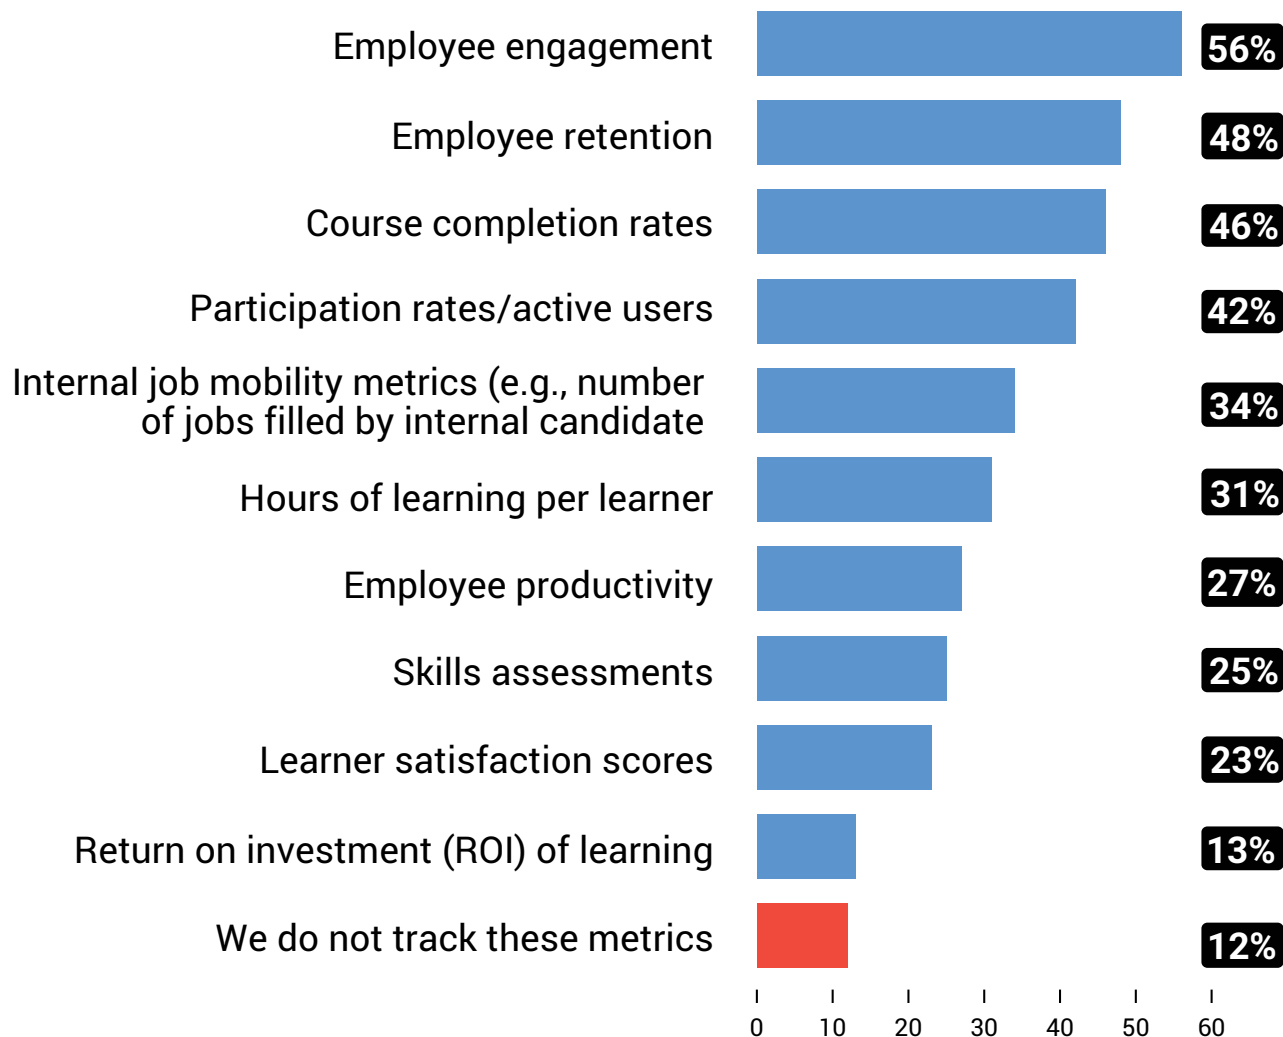 Employee engagement 56%
Employee retention 48%
Course completion rates 46%
Participation rates/active users 42%
Internal job mobility metrics (e.g., number
of jobs filled by internal candidate 34%
Hours of learning per learner 31%
Employee productivity 27%
Skills assessments 25%
Learner satisfaction scores 23%
Return on investment (ROI) of learning 13%
We do not track these metrics 12%
0 10 20 30 40 50 60